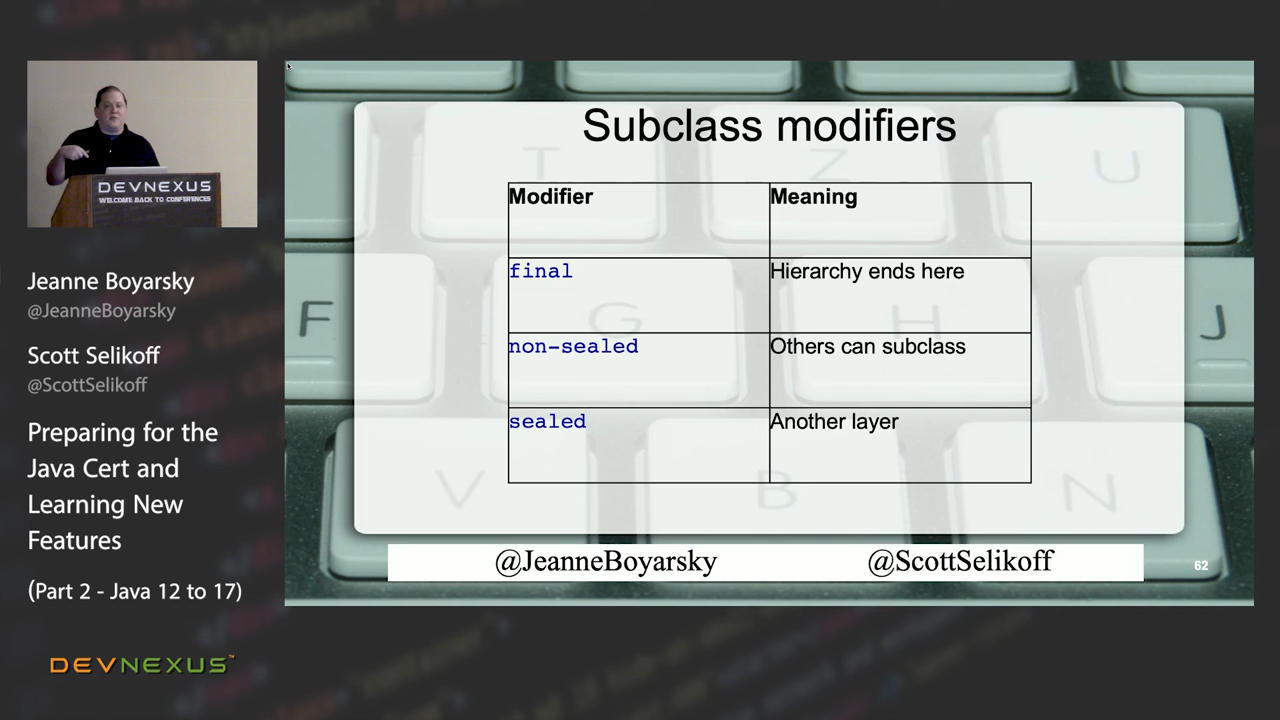 DEVNEXUS
WELCOME BACK TO CONFERENCES
Jeanne Boyarsky
@JeanneBoyarsky
Scott Selikoff
@ScottSelikoff
Preparing for the
Java Cert and
Learning New
Features
(Part 2 - Java 12 to 17)
DEVNEXUS™
Subclass modifiers
Modifier Meaning
final Hierarchy ends here
non-sealed Others can subclass
sealed Another layer
T Z U
F G H J
V B N
@JeanneBoyarsky @ScottSelikoff
62